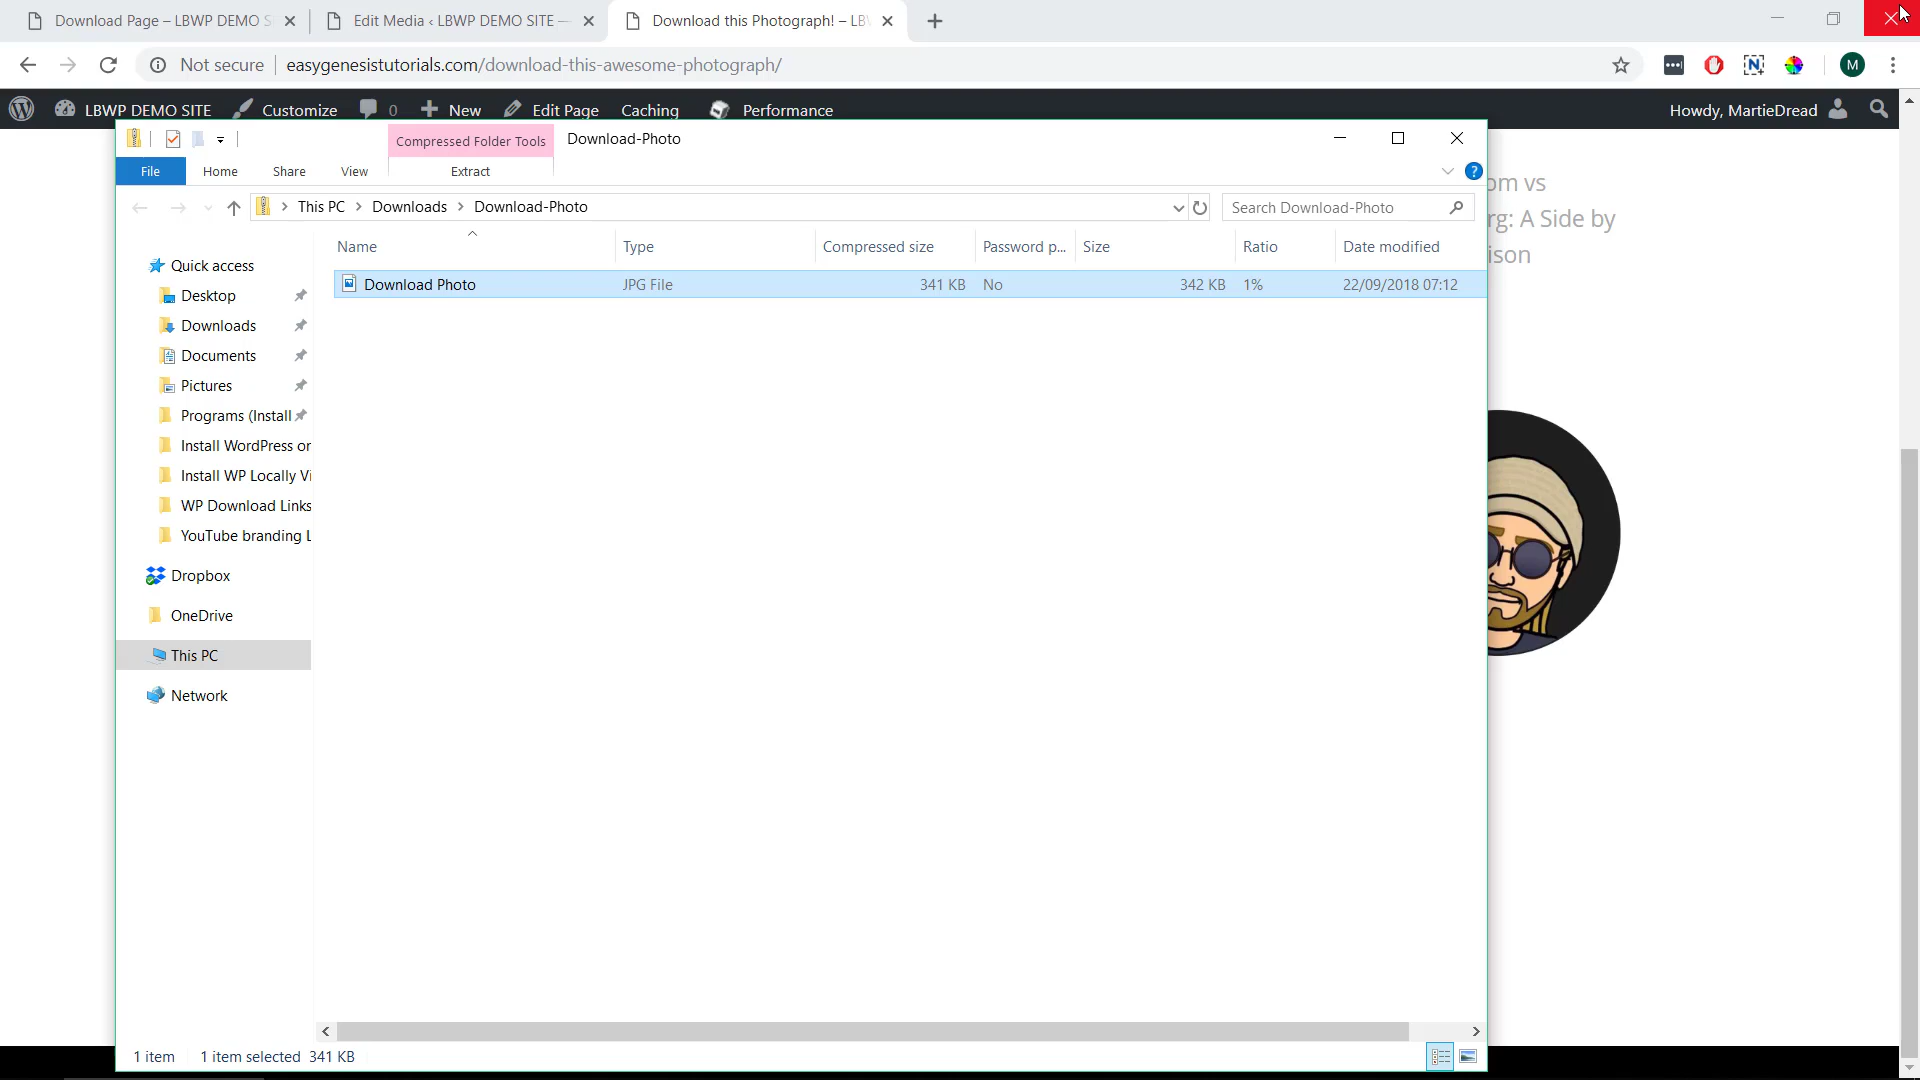 Download Page – LBWP DEMO S
Edit Media ‹ LBWP DEMO SITE —
Download this Photograph! – LB
Not secure
easygenesistutorials.com/download-this-awesome-photograph/
M
LBWP DEMO SITE
Customize
0
New
Edit Page
Caching
Performance
Howdy, MartieDread
Compressed Folder Tools
Download-Photo
File
Home
Share
View
Extract
?
This PC
Downloads
Download-Photo
Search Download-Photo
om vs
rg: A Side by
ison
Name
Type
Compressed size
Password p...
Size
Ratio
Date modified
Download Photo
JPG File
341 KB
No
342 KB
1%
22/09/2018 07:12
Quick access
Desktop
Downloads
Documents
Pictures
Programs (Install
Install WordPress or
Install WP Locally Vi
WP Download Links
YouTube branding L
Dropbox
OneDrive
This PC
Network
1 item
1 item selected 341 KB